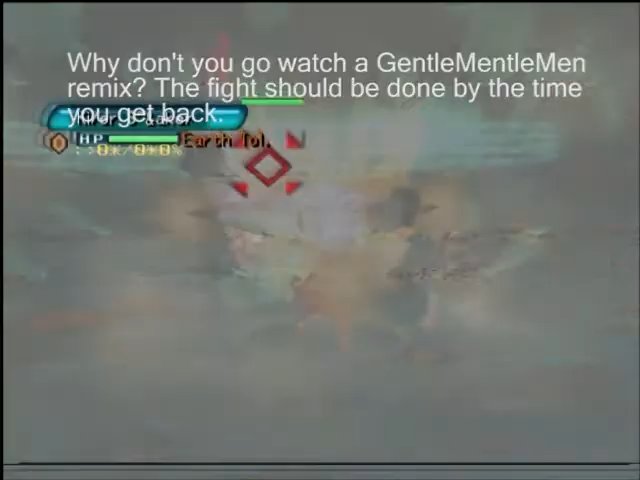 Why don't you go watch a GentleMentleMen
remix? The fight should be done by the time
you get back.
HP
Earth